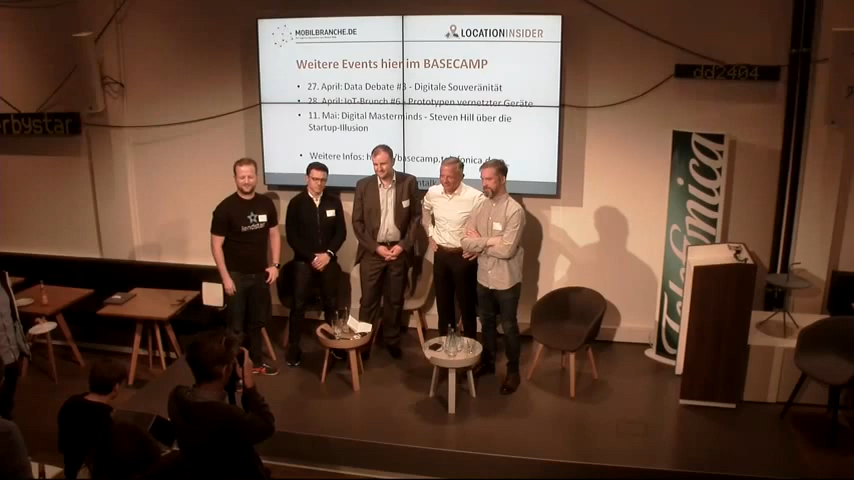 MOBILBRANCHE.DE
LOCATIONINSIDER
Weitere Events hier im BASECAMP
• 27. April: Data Debate #3 - Digitale Souveränität
• 28. April: IoT-Brunch #6 - Prototypen vernetzter Geräte
• 11. Mai: Digital Masterminds - Steven Hill über die
Startup-Illusion
• Weitere Infos:
dd2404
rbystar
lendstar
Telefonica